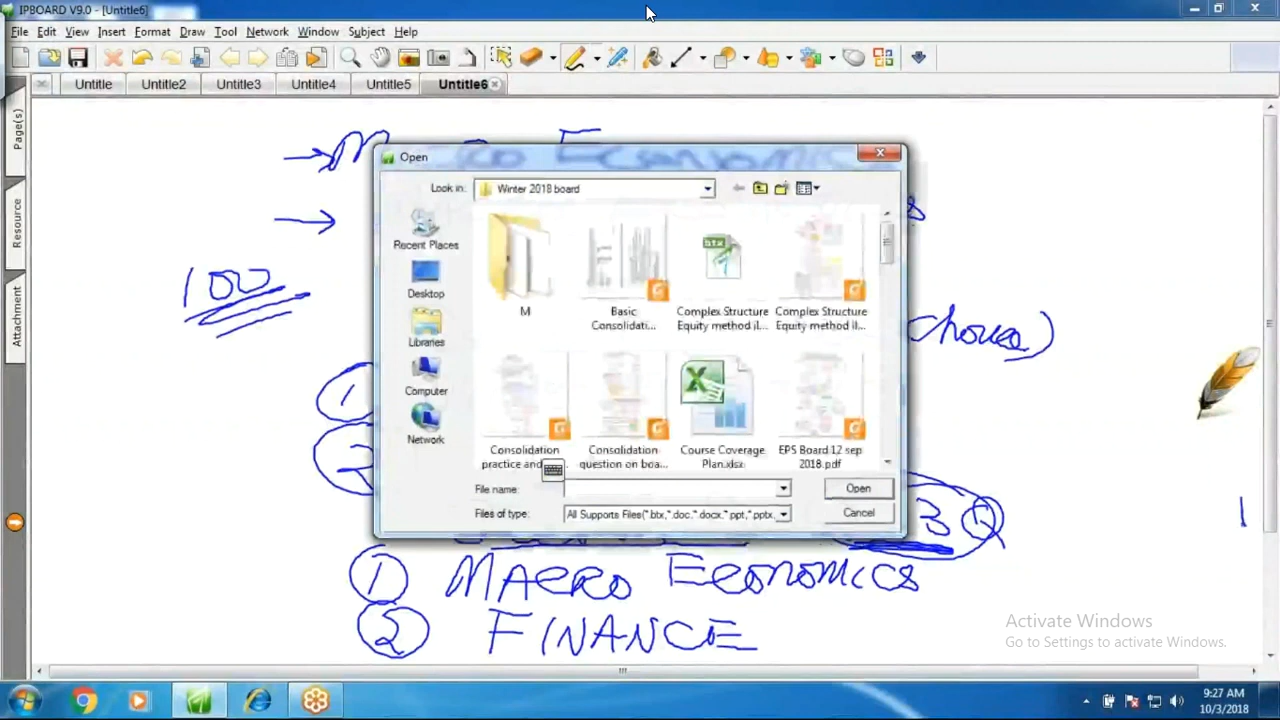 IPBOARD V9.0 - [Untitle6]
File Edit View Insert Format Draw Tool Network Window Subject Help
Untitle Untitle2 Untitle3 Untitle4 Untitle5 Untitle6
Page(s)
Resource
Attachment
→ Economics
→
100
Open
Look in: Winter 2018 board
Recent Places
Desktop
Libraries
Computer
Network
M
Basic Consolidati...
Complex Structure Equity method il...
Complex Structure Equity method il...
Consolidation practice and...
Consolidation question on boa...
Course Coverage Plan.xlsx
EPS Board 12 sep 2018.pdf
File name:
Open
Files of type: All Supports Files(*.btx,*.doc,*.docx,*.ppt,*.pptx,
Cancel
1
2
3 Q
1
1 MACRO ECONOMICS
2 FINANCE
Activate Windows
Go to Settings to activate Windows.
9:27 AM
10/3/2018